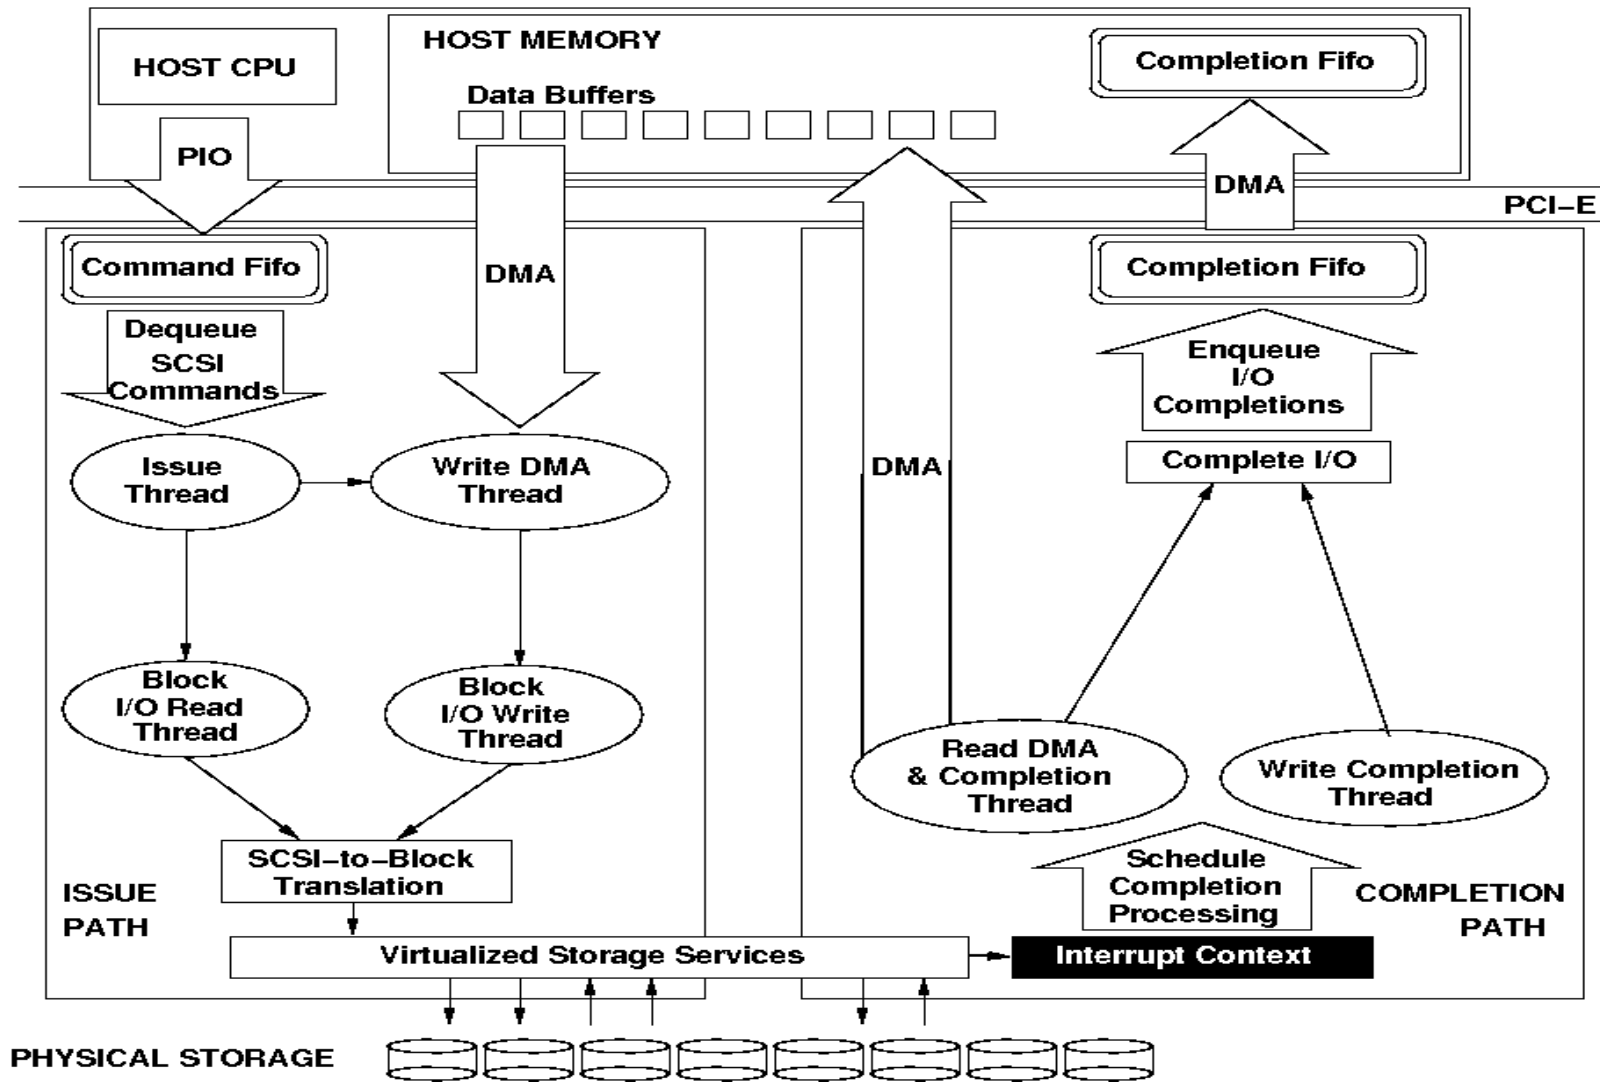 HOST CPU
HOST MEMORY
Completion Fifo
Data Buffers
PIO
DMA
PCI–E
Command Fifo
DMA
Completion Fifo
Dequeue
SCSI
Commands
Enqueue
I/O
Completions
Issue
Thread
Write DMA
Thread
DMA
Complete I/O
Block
I/O Read
Thread
Block
I/O Write
Thread
Read DMA
& Completion
Thread
Write Completion
Thread
SCSI–to–Block
Translation
Schedule
Completion
Processing
ISSUE
PATH
COMPLETION
PATH
Virtualized Storage Services
Interrupt Context
PHYSICAL STORAGE